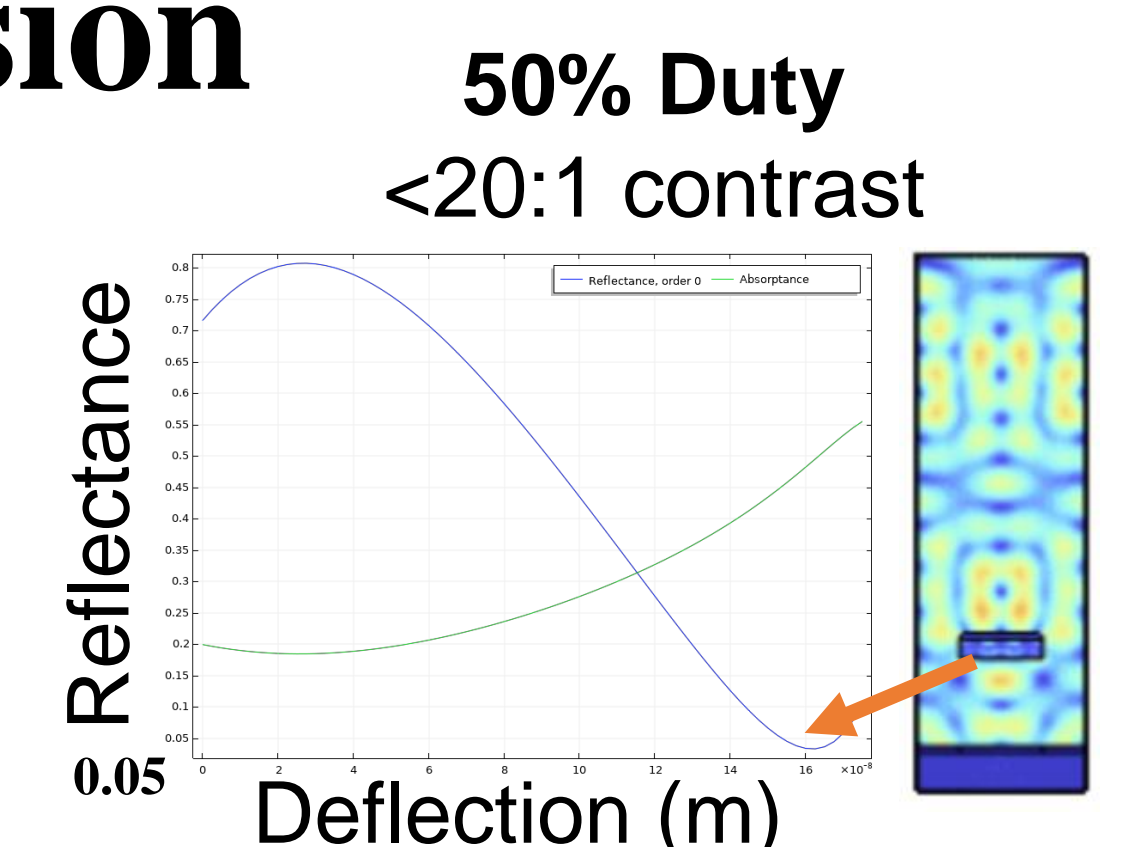 sion
50% Duty
<20:1 contrast
Reflectance
0.8
0.75
0.7
0.65
0.6
0.55
0.5
0.45
0.4
0.35
0.3
0.25
0.2
0.15
0.1
0.05
Reflectance, order 0 Absorptance
0.05
0 2 4 6 8 10 12 14 16 ×10⁻⁸
Deflection (m)